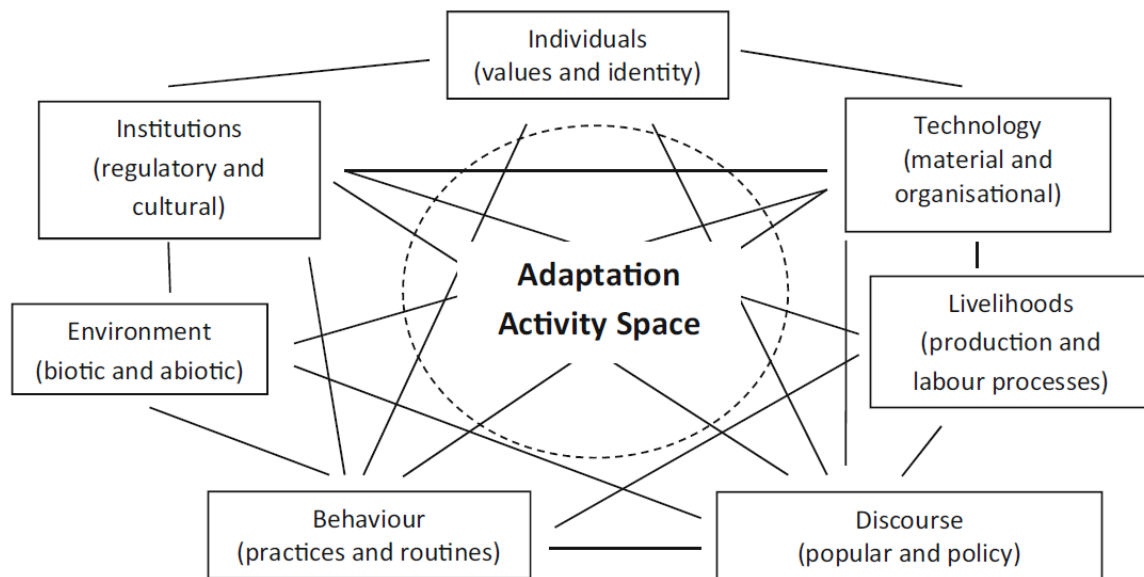 Individuals
(values and identity)
Institutions
(regulatory and
cultural)
Technology
(material and
organisational)
Adaptation
Activity Space
Environment
(biotic and abiotic)
Livelihoods
(production and
labour processes)
Behaviour
(practices and routines)
Discourse
(popular and policy)